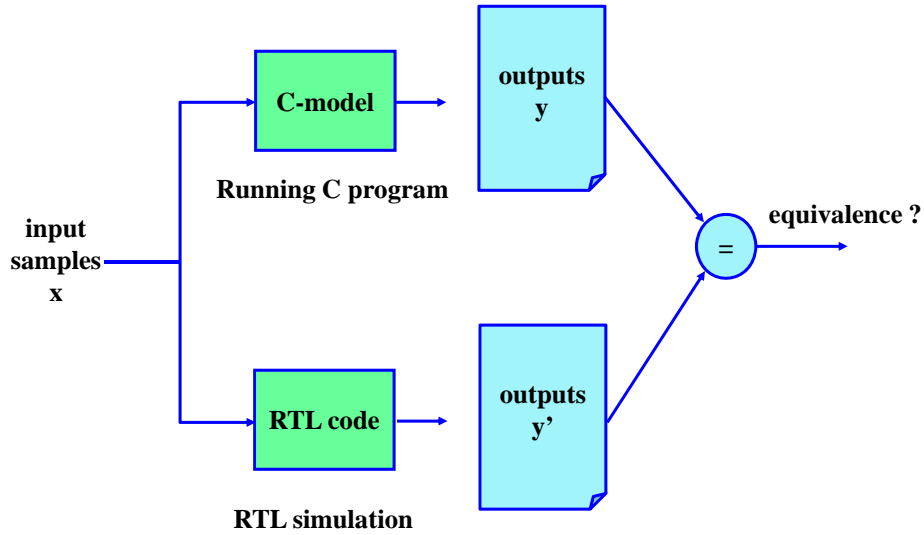 outputs
y
C-model
Running C program
input
samples
x
equivalence ?
=
outputs
y’
RTL code
RTL simulation